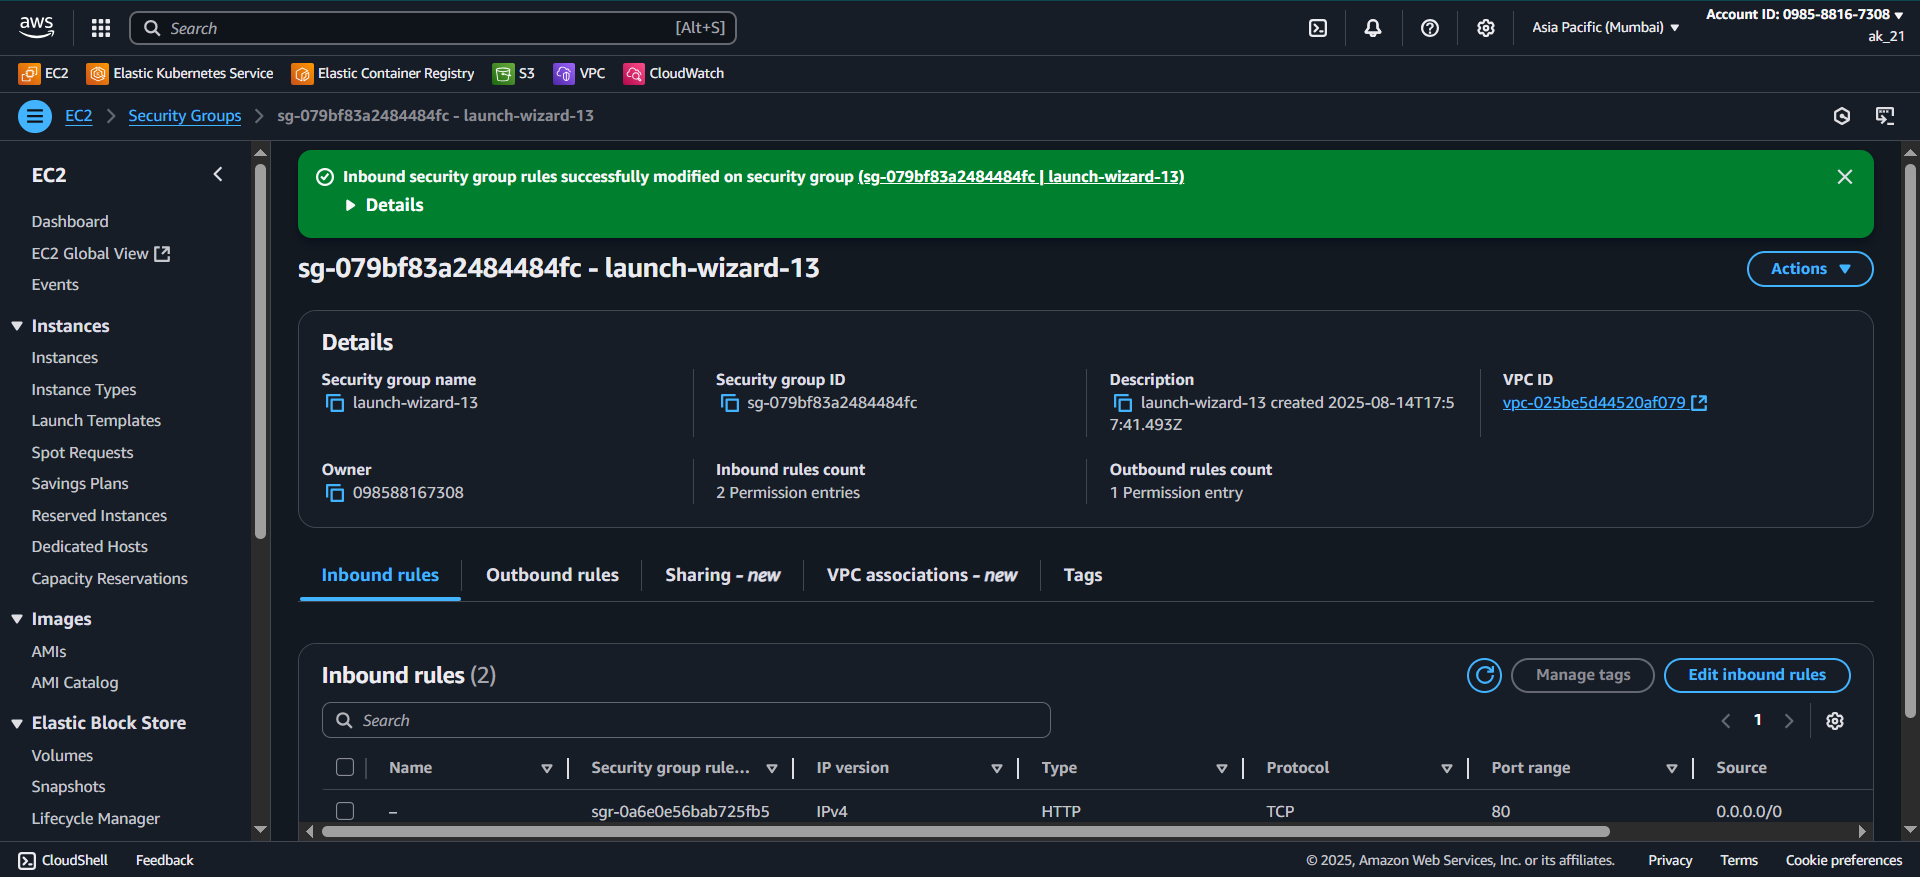 aws
Search [Alt+S]
Asia Pacific (Mumbai)
Account ID: 0985-8816-7308
ak_21
EC2 Elastic Kubernetes Service Elastic Container Registry S3 VPC CloudWatch
EC2 Security Groups sg-079bf83a2484484fc - launch-wizard-13
EC2
Dashboard
EC2 Global View
Events
Instances
Instances
Instance Types
Launch Templates
Spot Requests
Savings Plans
Reserved Instances
Dedicated Hosts
Capacity Reservations
Images
AMIs
AMI Catalog
Elastic Block Store
Volumes
Snapshots
Lifecycle Manager
Inbound security group rules successfully modified on security group (sg-079bf83a2484484fc | launch-wizard-13)
Details
sg-079bf83a2484484fc - launch-wizard-13
Actions
Details
Security group name
launch-wizard-13
Security group ID
sg-079bf83a2484484fc
Description
launch-wizard-13 created 2025-08-14T17:5
7:41.493Z
VPC ID
vpc-025be5d44520af079
Owner
098588167308
Inbound rules count
2 Permission entries
Outbound rules count
1 Permission entry
Inbound rules Outbound rules Sharing - new VPC associations - new Tags
Inbound rules (2)
Manage tags Edit inbound rules
Search
1
Name Security group rule... IP version Type Protocol Port range Source
– sgr-0a6e0e56bab725fb5 IPv4 HTTP TCP 80 0.0.0.0/0
CloudShell Feedback © 2025, Amazon Web Services, Inc. or its affiliates. Privacy Terms Cookie preferences